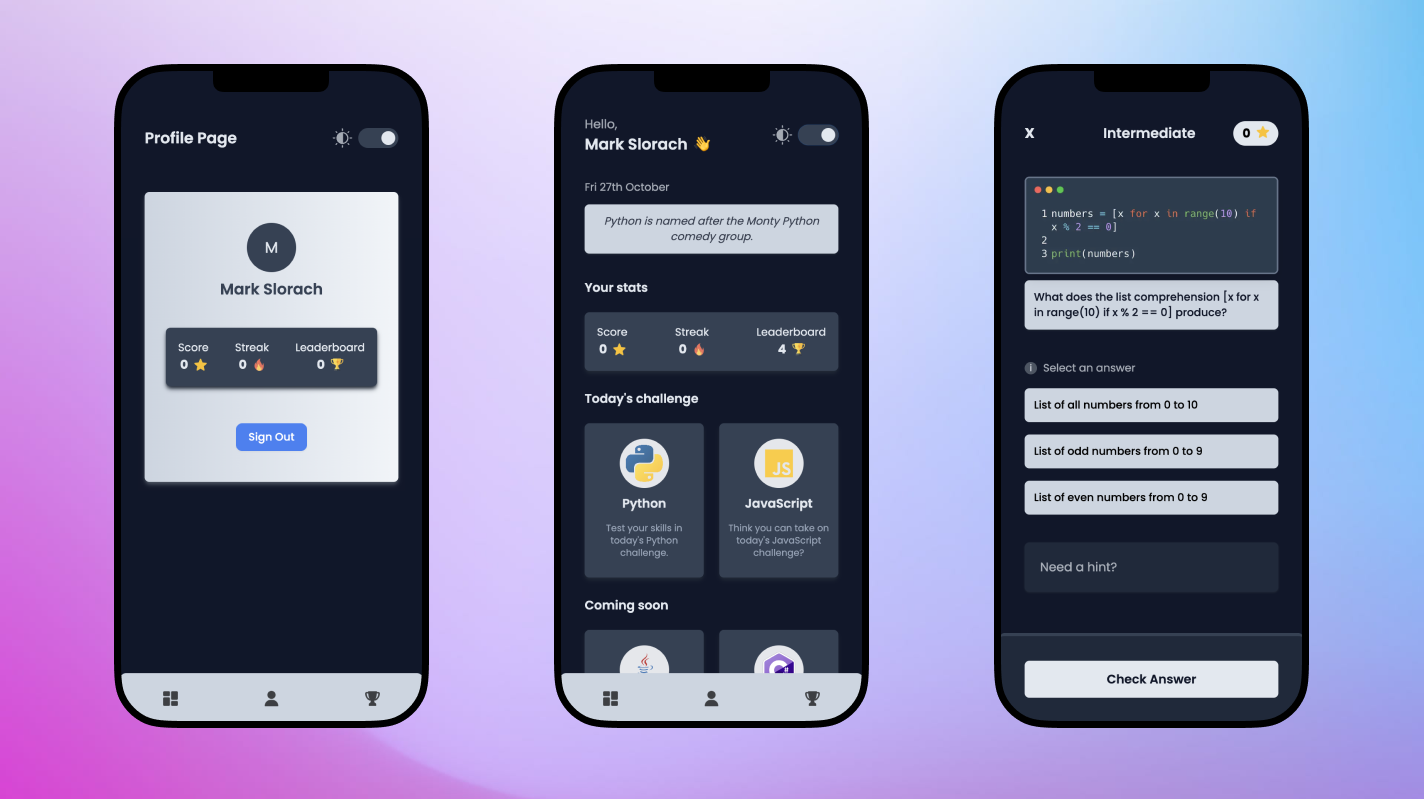 Profile Page
M
Mark Slorach
Score Streak Leaderboard
0 ⭐ 0 🔥 0 🏆
Sign Out
Hello,
Mark Slorach 👋
Fri 27th October
Python is named after the Monty Python
comedy group.
Your stats
Score Streak Leaderboard
0 ⭐ 0 🔥 4 🏆
Today's challenge
JS
Python JavaScript
Test your skills in
today's Python
challenge.
Think you can take on
today's JavaScript
challenge?
Coming soon
C#
X Intermediate 0 ⭐
1 numbers = [x for x in range(10) if
x % 2 == 0]
2
3 print(numbers)
What does the list comprehension [x for x
in range(10) if x % 2 == 0] produce?
i Select an answer
List of all numbers from 0 to 10
List of odd numbers from 0 to 9
List of even numbers from 0 to 9
Need a hint?
Check Answer